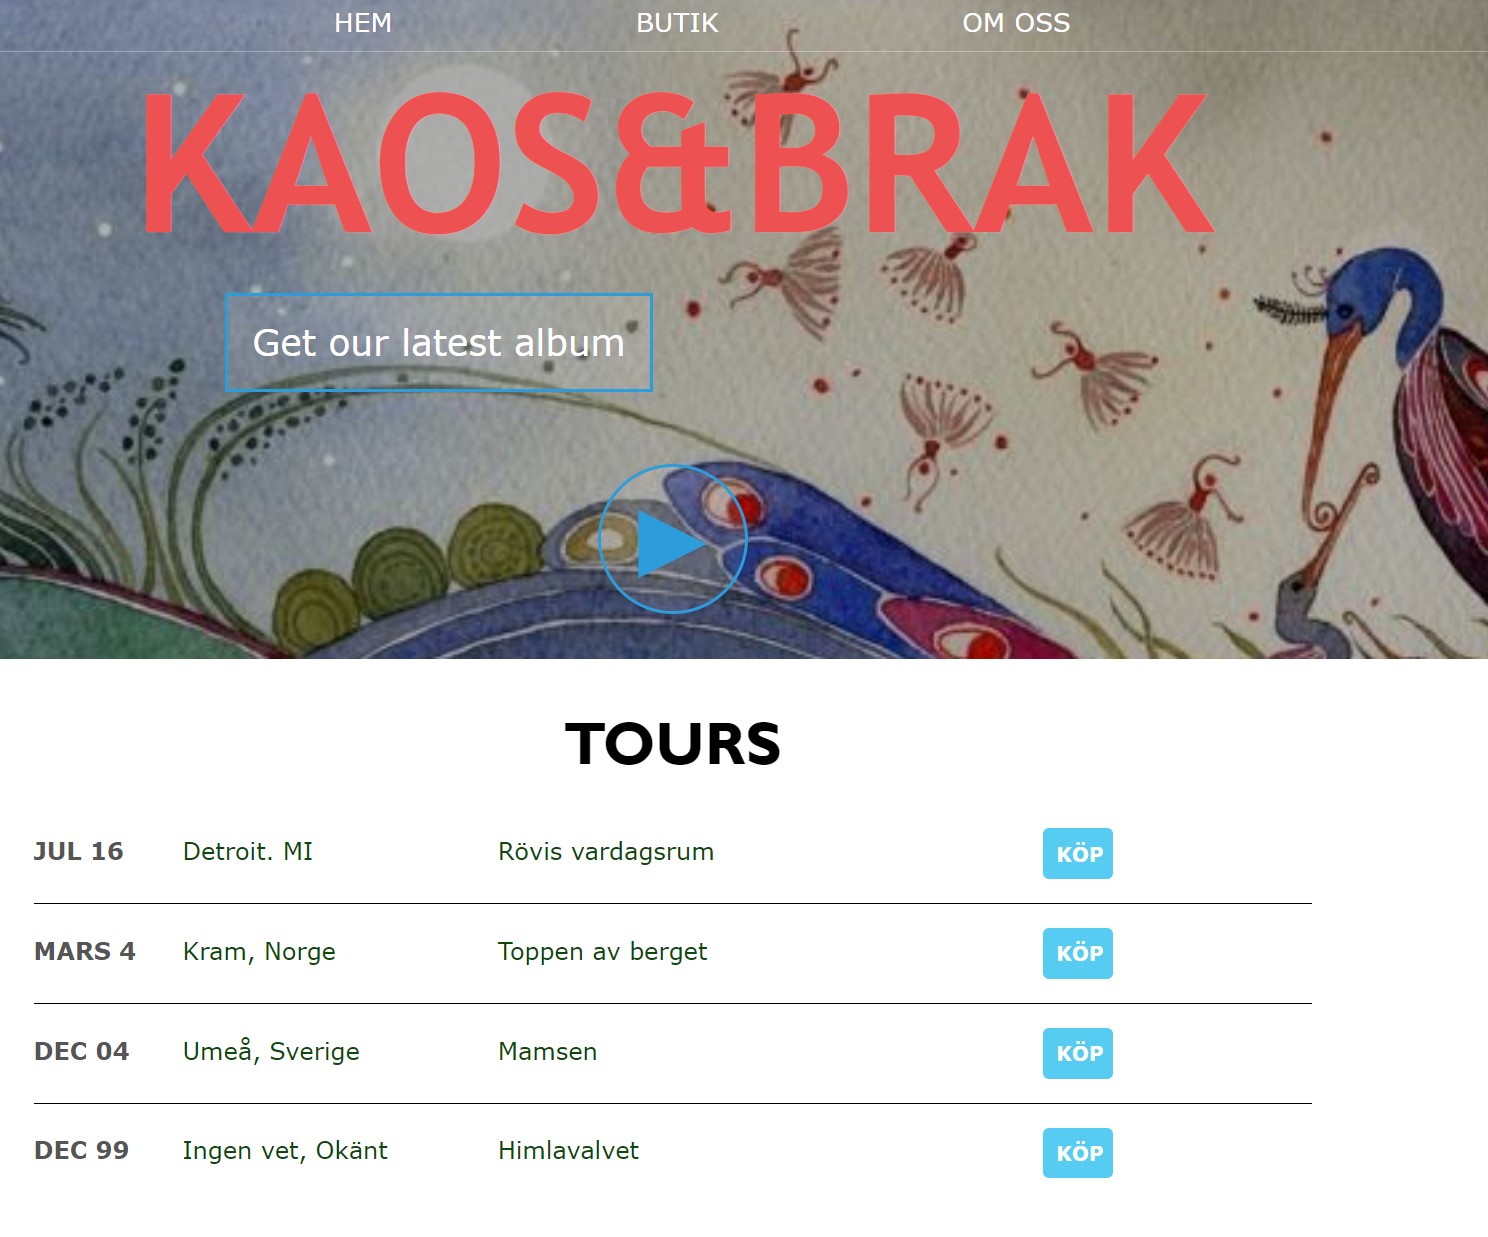 HEM BUTIK OM OSS
KAOS&BRAK
Get our latest album
TOURS
JUL 16 Detroit. MI Rövis vardagsrum KÖP
MARS 4 Kram, Norge Toppen av berget KÖP
DEC 04 Umeå, Sverige Mamsen KÖP
DEC 99 Ingen vet, Okänt Himlavalvet KÖP